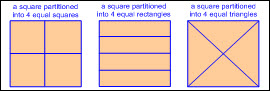 a square partitioned
into 4 equal squares
a square partitioned
into 4 equal rectangles
a square partitioned
into 4 equal triangles